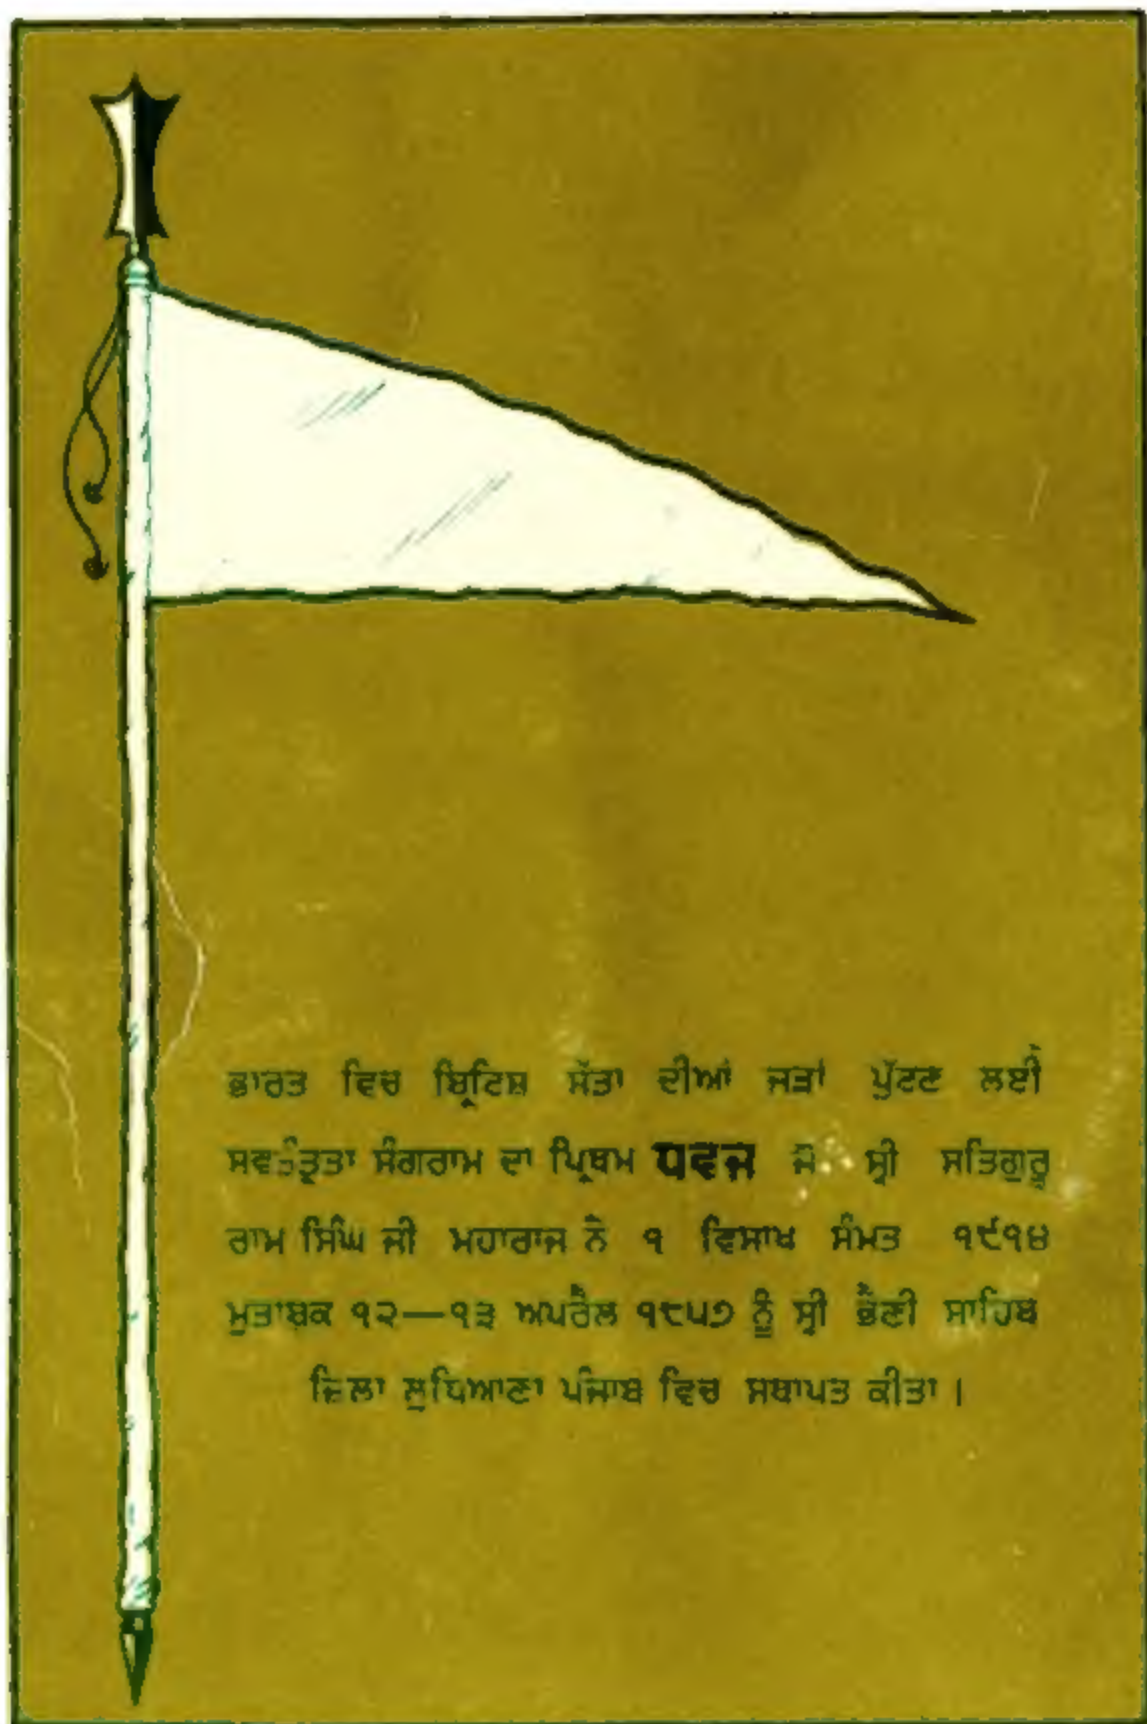 ਭਾਰਤ ਵਿਚ ਬ੍ਰਿਟਿਸ਼ ਸੱਤਾ ਦੀਆਂ ਜੜਾਂ ਪੁੱਟਣ ਲਈ
ਸਵਤੰਤ੍ਰਤਾ ਸੰਗਰਾਮ ਦਾ ਪ੍ਰਿਥਮ ਧਵਜ ਜੋ ਸ੍ਰੀ ਸਤਿਗੁਰੂ
ਰਾਮ ਸਿੰਘ ਜੀ ਮਹਾਰਾਜ ਨੇ ੧ ਵਿਸਾਖ ਸੰਮਤ ੧੯੧੪
ਮੁਤਾਬਕ ੧੨—੧੩ ਅਪਰੈਲ ੧੮੫੭ ਨੂੰ ਸ੍ਰੀ ਭੈਣੀ ਸਾਹਿਬ
ਜ਼ਿਲਾ ਲੁਧਿਆਣਾ ਪੰਜਾਬ ਵਿਚ ਸਥਾਪਤ ਕੀਤਾ ।